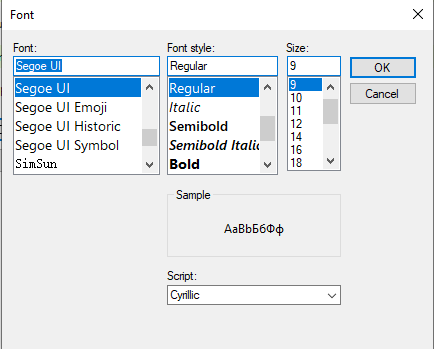 Font
Font:
Segoe UI
Segoe UI
Segoe UI Emoji
Segoe UI Historic
Segoe UI Symbol
SimSun
Font style:
Regular
Regular
Italic
Semibold
Semibold Italic
Bold
Size:
9
9
10
11
12
14
16
18
OK
Cancel
Sample
АаВbБбФф
Script:
Cyrillic